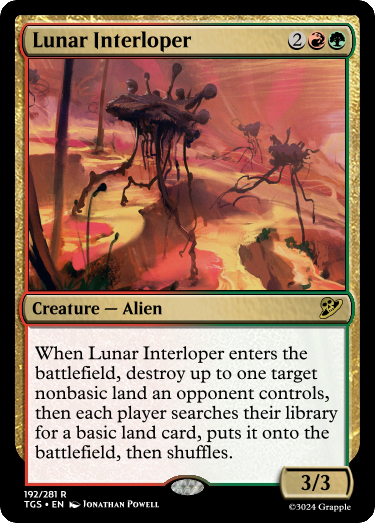 Lunar Interloper 2
Creature — Alien
When Lunar Interloper enters the
battlefield, destroy up to one target
nonbasic land an opponent controls,
then each player searches their library
for a basic land card, puts it onto the
battlefield, then shuffles.
3/3
192/281 R
TGS • EN Jonathan Powell
©3024 Grapple